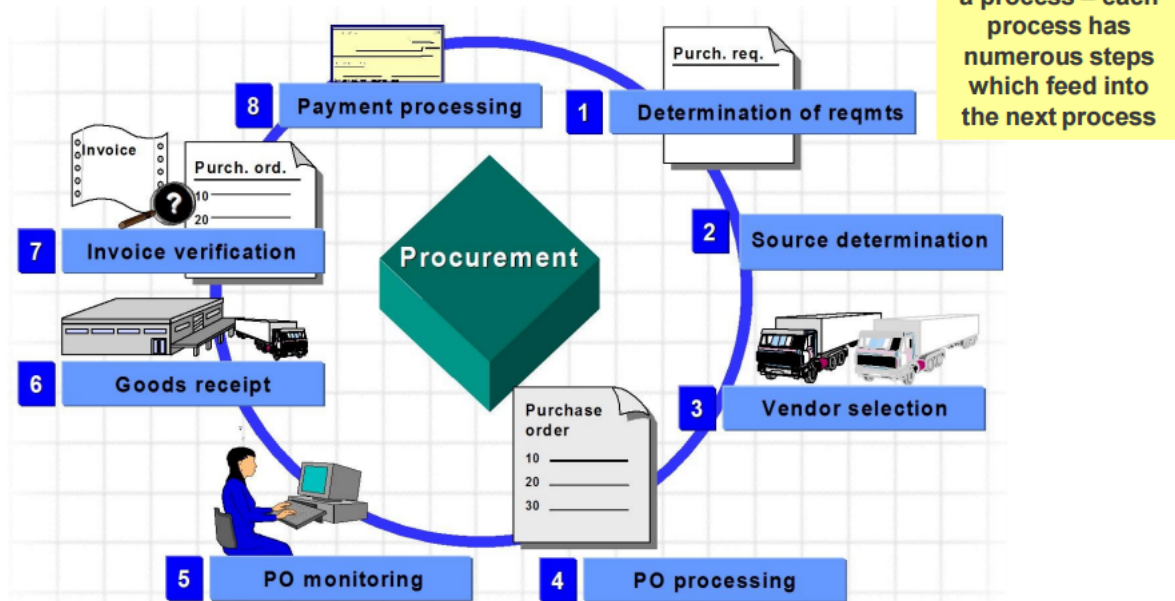 a process – each
process has
numerous steps
which feed into
the next process
Purch. req.
1
Determination of reqmts
2
Source determination
3
Vendor selection
Purchase
order
10
20
30
4
PO processing
5
PO monitoring
6
Goods receipt
Invoice
?
Purch. ord.
10
20
7
Invoice verification
8
Payment processing
Procurement